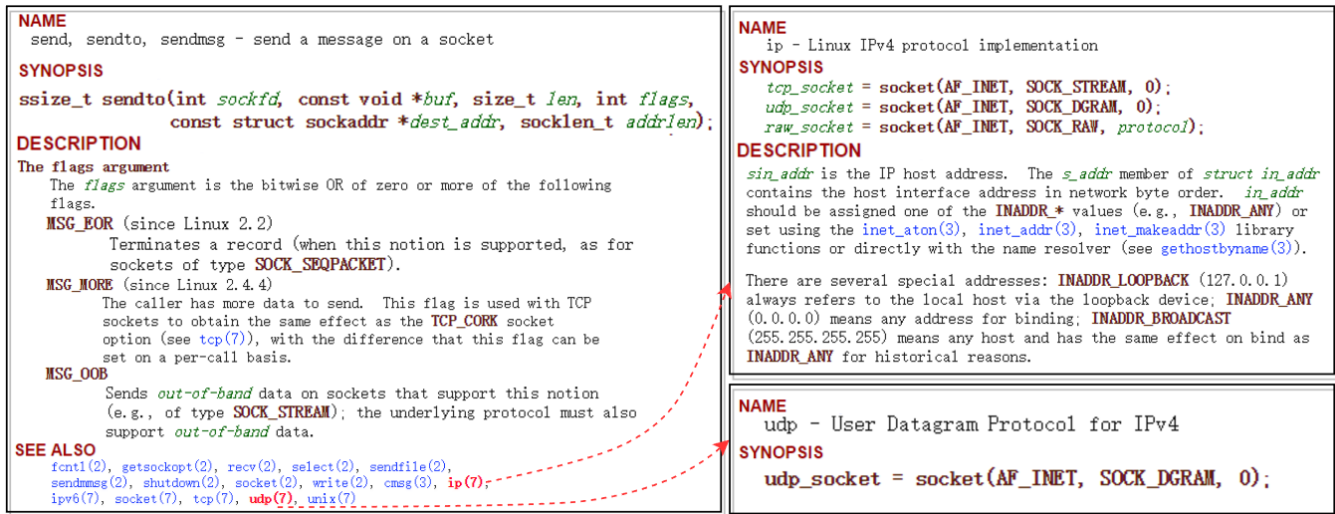 NAME
send, sendto, sendmsg - send a message on a socket
SYNOPSIS
ssize_t sendto(int sockfd, const void *buf, size_t len, int flags,
const struct sockaddr *dest_addr, socklen_t addrlen);
DESCRIPTION
The flags argument
The flags argument is the bitwise OR of zero or more of the following
flags.
MSG_EOR (since Linux 2.2)
Terminates a record (when this notion is supported, as for
sockets of type SOCK_SEQPACKET).
MSG_MORE (since Linux 2.4.4)
The caller has more data to send. This flag is used with TCP
sockets to obtain the same effect as the TCP_CORK socket
option (see tcp(7)), with the difference that this flag can be
set on a per-call basis.
MSG_OOB
Sends out-of-band data on sockets that support this notion
(e.g., of type SOCK_STREAM); the underlying protocol must also
support out-of-band data.
SEE ALSO
fcntl(2), getsockopt(2), recv(2), select(2), sendfile(2),
sendmmsg(2), shutdown(2), socket(2), write(2), cmsg(3), ip(7),
ipv6(7), socket(7), tcp(7), udp(7), unix(7)
NAME
ip - Linux IPv4 protocol implementation
SYNOPSIS
tcp_socket = socket(AF_INET, SOCK_STREAM, 0);
udp_socket = socket(AF_INET, SOCK_DGRAM, 0);
raw_socket = socket(AF_INET, SOCK_RAW, protocol);
DESCRIPTION
sin_addr is the IP host address. The s_addr member of struct in_addr
contains the host interface address in network byte order. in_addr
should be assigned one of the INADDR_* values (e.g., INADDR_ANY) or
set using the inet_aton(3), inet_addr(3), inet_makeaddr(3) library
functions or directly with the name resolver (see gethostbyname(3)).
There are several special addresses: INADDR_LOOPBACK (127.0.0.1)
always refers to the local host via the loopback device; INADDR_ANY
(0.0.0.0) means any address for binding; INADDR_BROADCAST
(255.255.255.255) means any host and has the same effect on bind as
INADDR_ANY for historical reasons.
NAME
udp - User Datagram Protocol for IPv4
SYNOPSIS
udp_socket = socket(AF_INET, SOCK_DGRAM, 0);